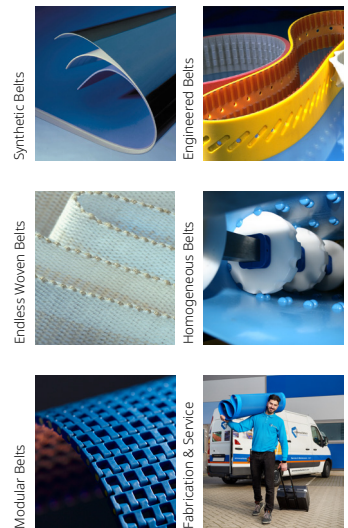 Synthetic Belts
Engineered Belts
Endless Woven Belts
Homogeneous Belts
Modular Belts
Fabrication & Service